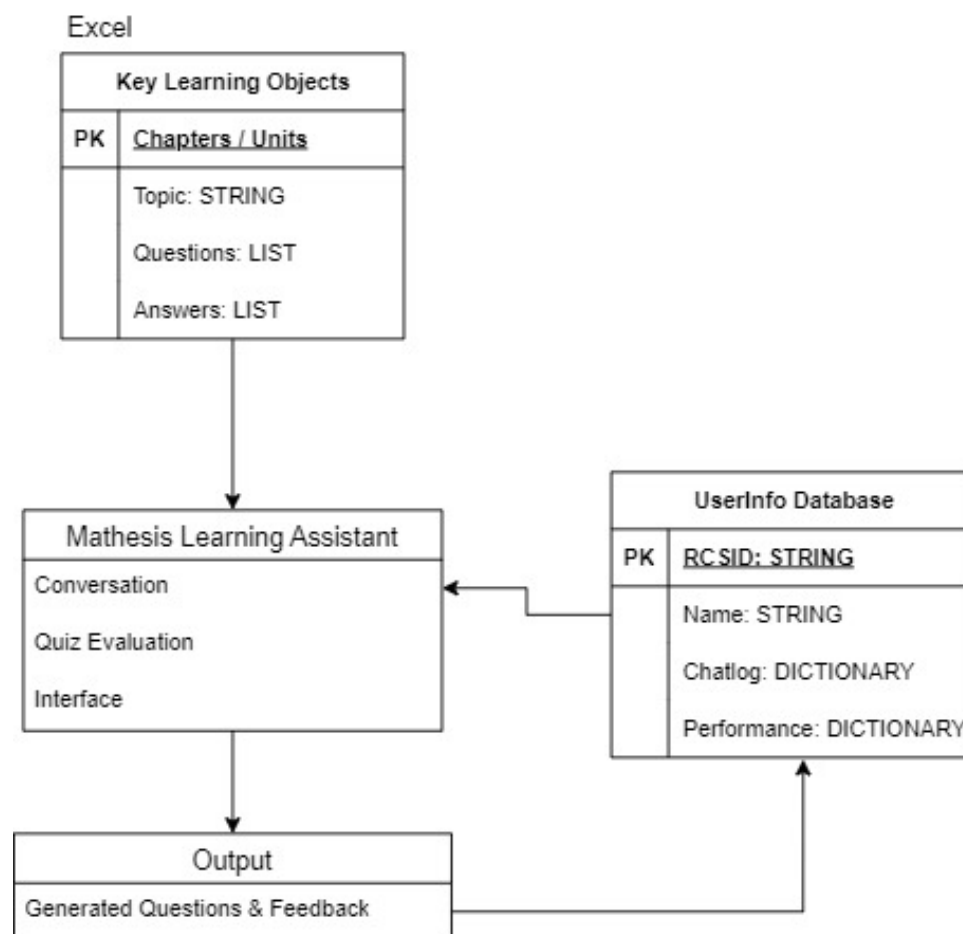 Excel
Key Learning Objects
PK Chapters / Units
Topic: STRING
Questions: LIST
Answers: LIST
Mathesis Learning Assistant
Conversation
Quiz Evaluation
Interface
UserInfo Database
PK RCSID: STRING
Name: STRING
Chatlog: DICTIONARY
Performance: DICTIONARY
Output
Generated Questions & Feedback